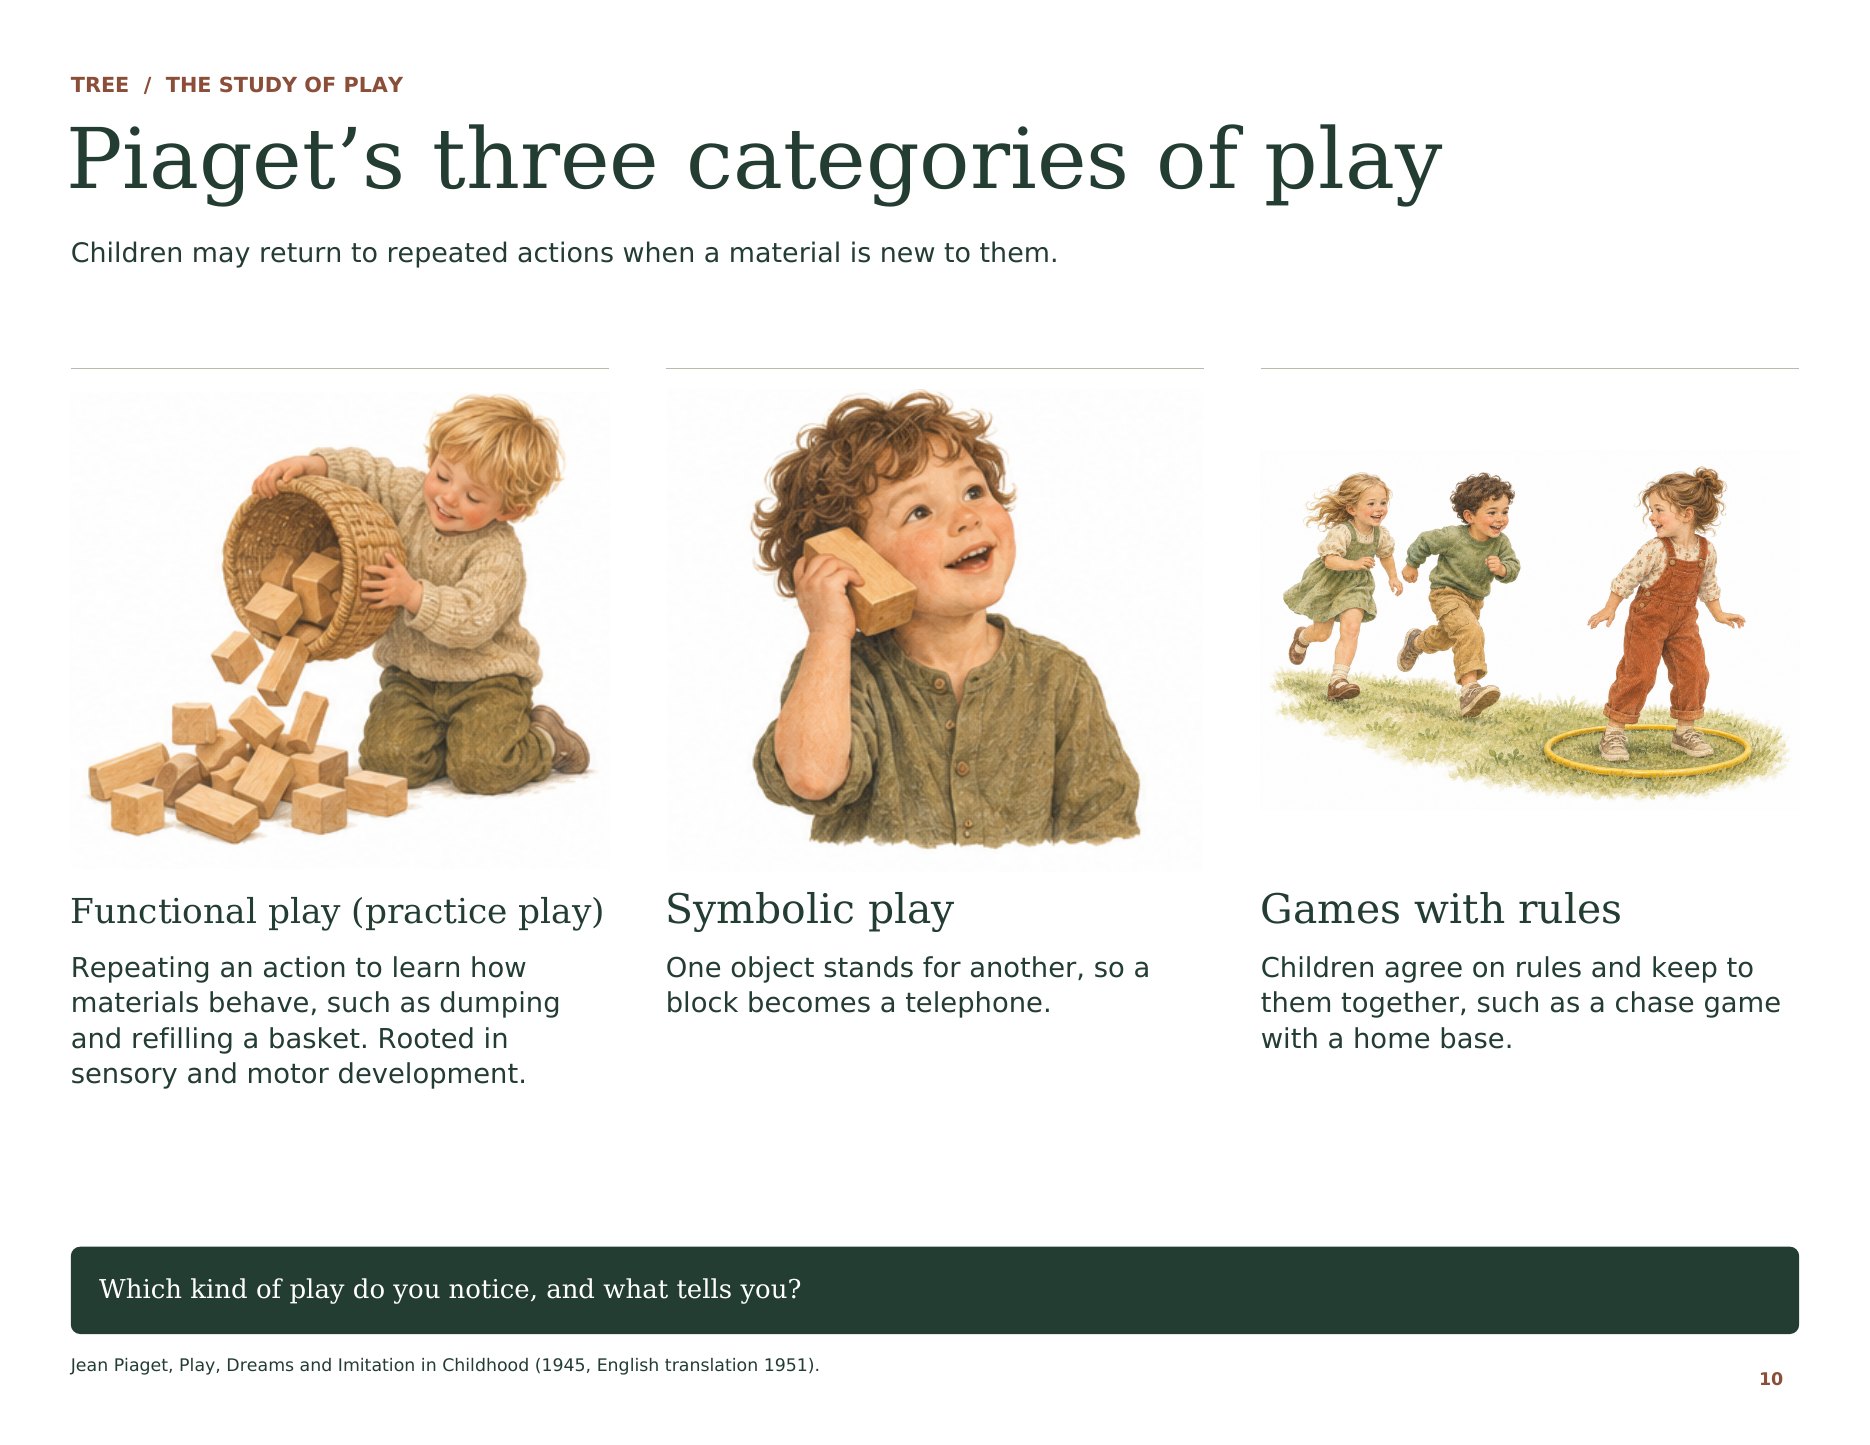 TREE / THE STUDY OF PLAY
Piaget’s three categories of play
Children may return to repeated actions when a material is new to them.
Functional play (practice play)
Repeating an action to learn how
materials behave, such as dumping
and refilling a basket. Rooted in
sensory and motor development.
Symbolic play
One object stands for another, so a
block becomes a telephone.
Games with rules
Children agree on rules and keep to
them together, such as a chase game
with a home base.
Which kind of play do you notice, and what tells you?
Jean Piaget, Play, Dreams and Imitation in Childhood (1945, English translation 1951).
10